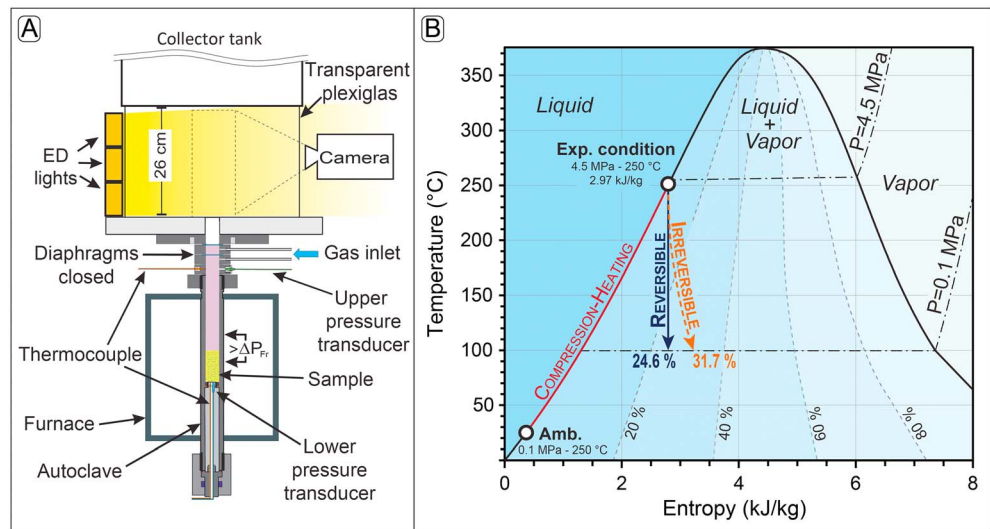 A
Collector tank
Transparent
plexiglas
ED
lights
26 cm
Camera
Diaphragms
closed
Gas inlet
Upper
pressure
transducer
>ΔP_Fr
Thermocouple
Sample
Furnace
Autoclave
Lower
pressure
transducer
B
Temperature (°C)
350
300
250
200
150
100
50
0
2
4
6
8
Entropy (kJ/kg)
Liquid
Liquid
+
Vapor
Vapor
P=4.5 MPa
P=0.1 MPa
Exp. condition
4.5 MPa - 250 °C
2.97 kJ/kg
COMPRESSION-HEATING
REVERSIBLE
IRREVERSIBLE
24.6 %
31.7 %
20 %
40 %
60 %
80 %
Amb.
0.1 MPa - 250 °C